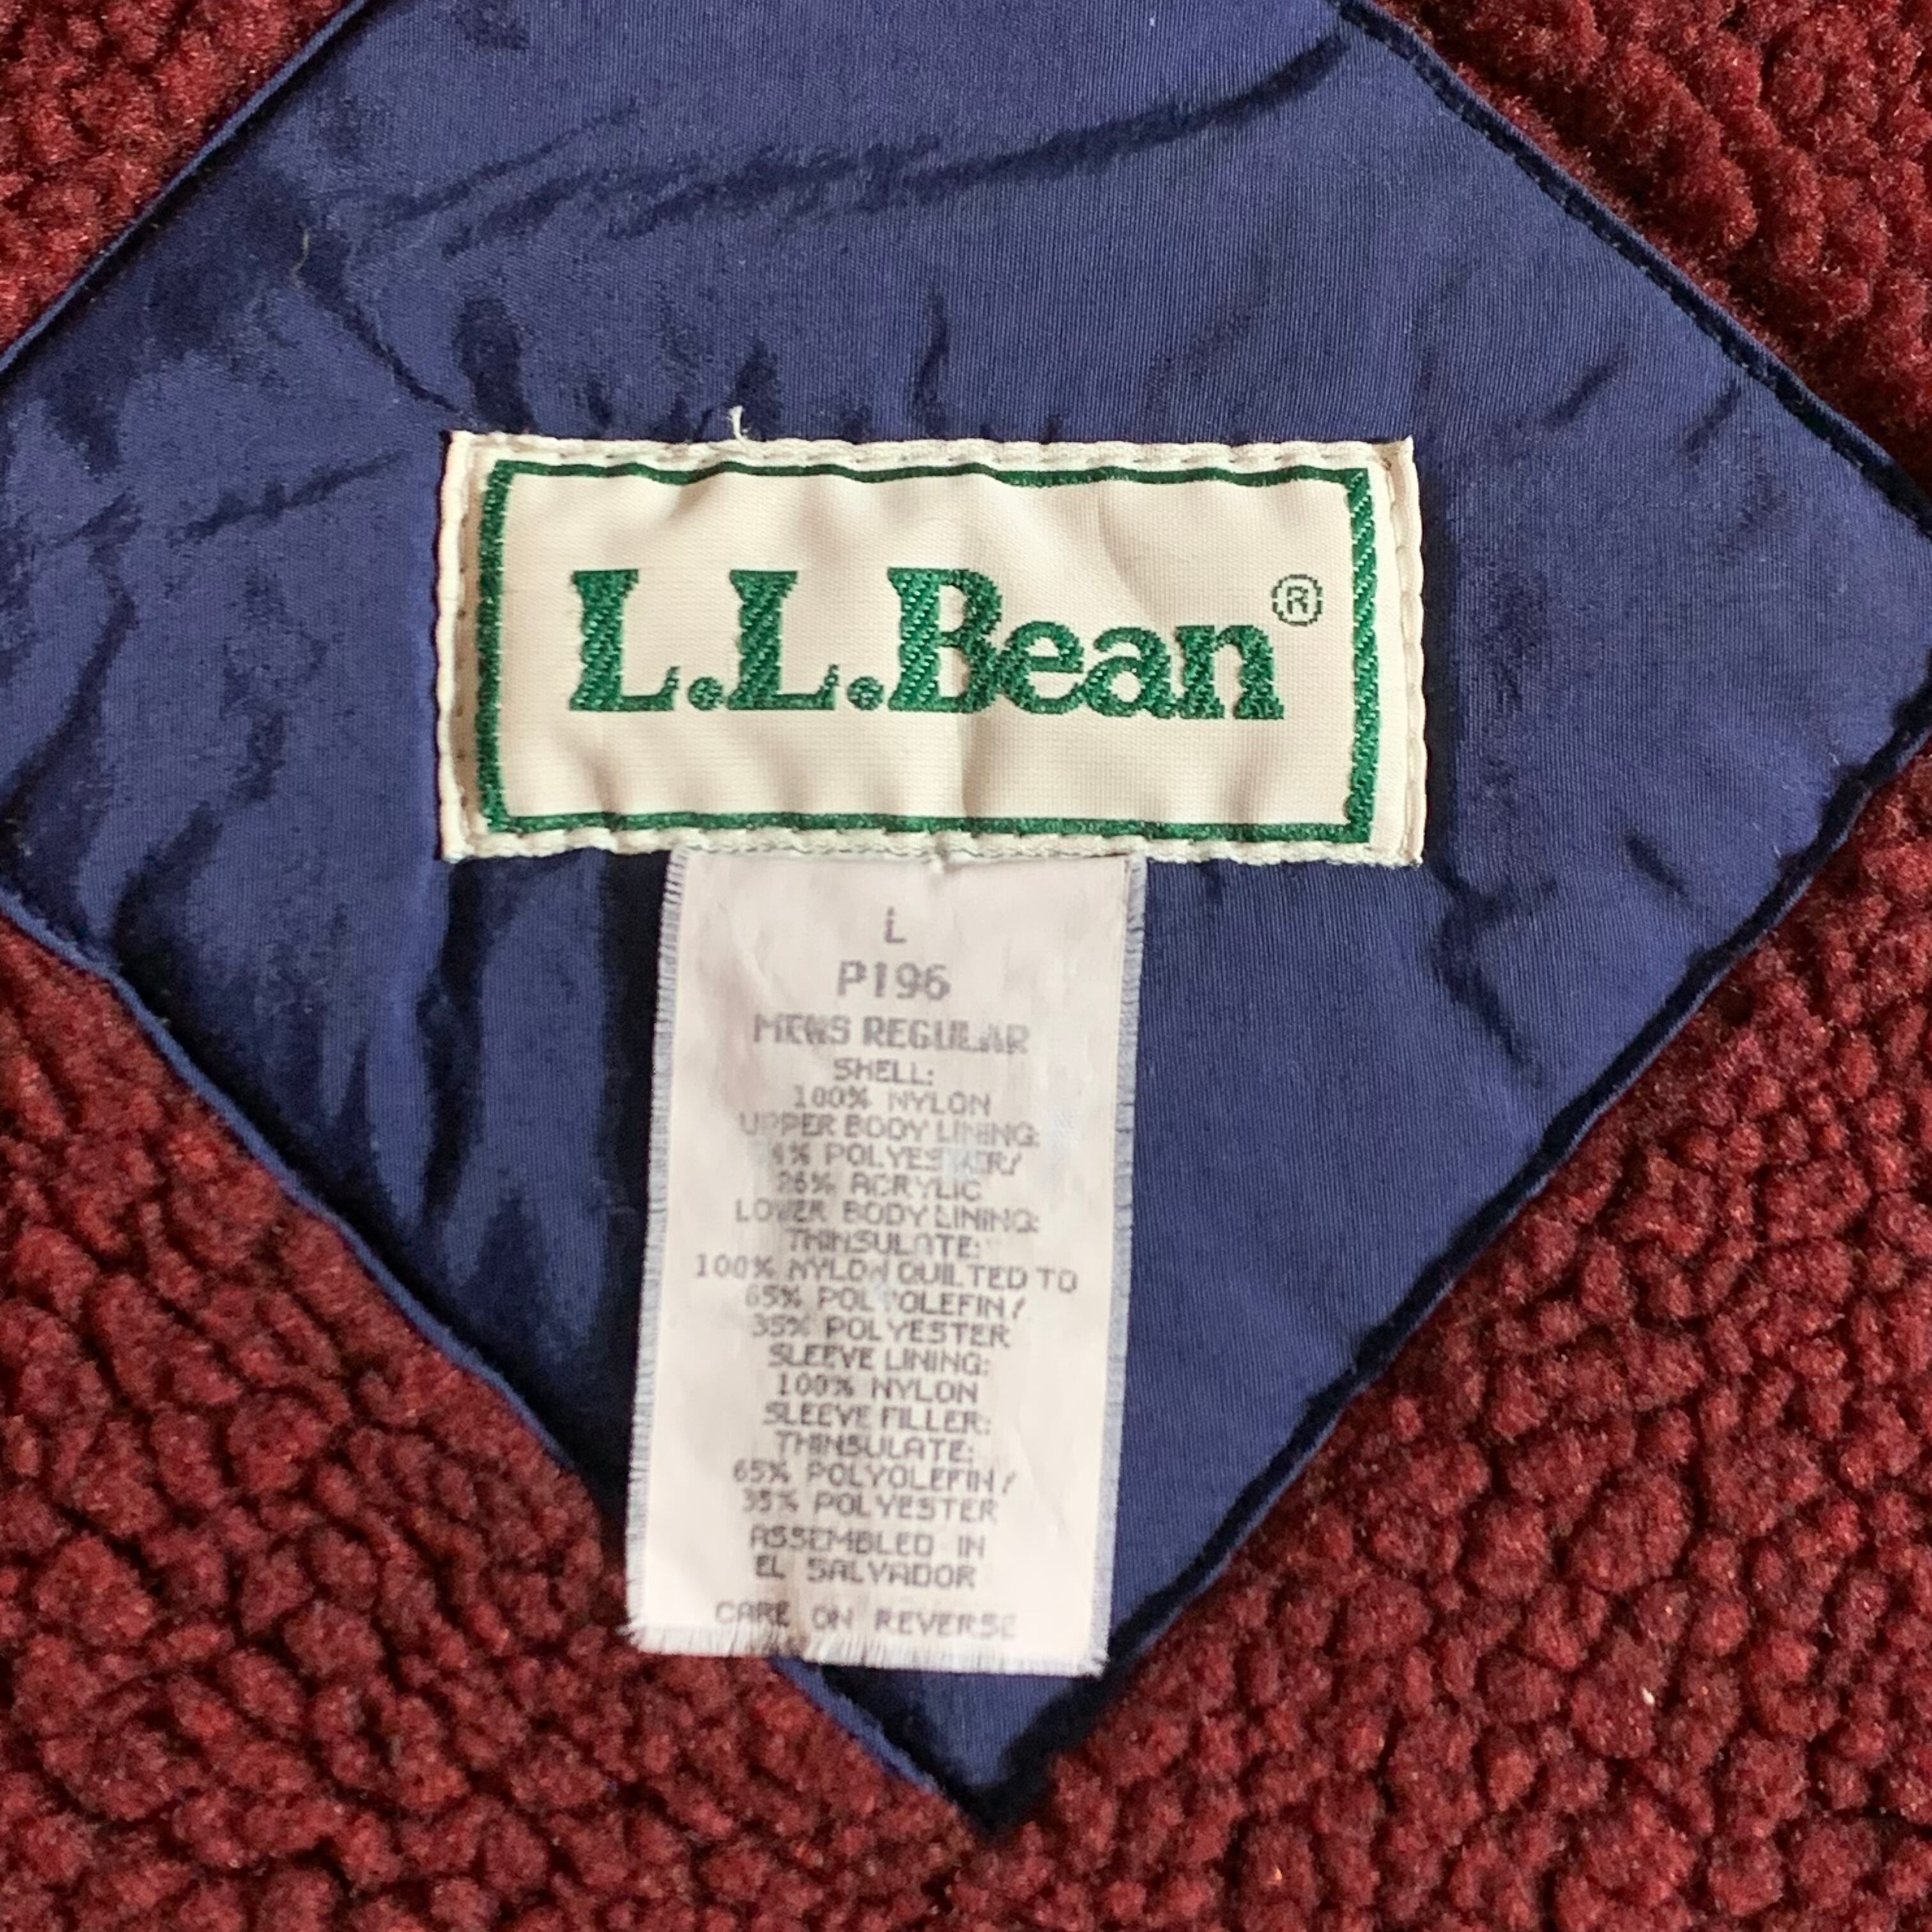 L.L.Bean®
L
P196
MENS REGULAR
SHELL:
100% NYLON
UPPER BODY LINING:
4% POLYESTER/
26% ACRYLIC
LOWER BODY LINING:
THINSULATE:
100% NYLON QUILTED TO
65% POLYOLEFIN/
35% POLYESTER
SLEEVE LINING:
100% NYLON
SLEEVE FILLER:
THINSULATE:
65% POLYOLEFIN/
35% POLYESTER
ASSEMBLED IN
EL SALVADOR
CARE ON REVERSE